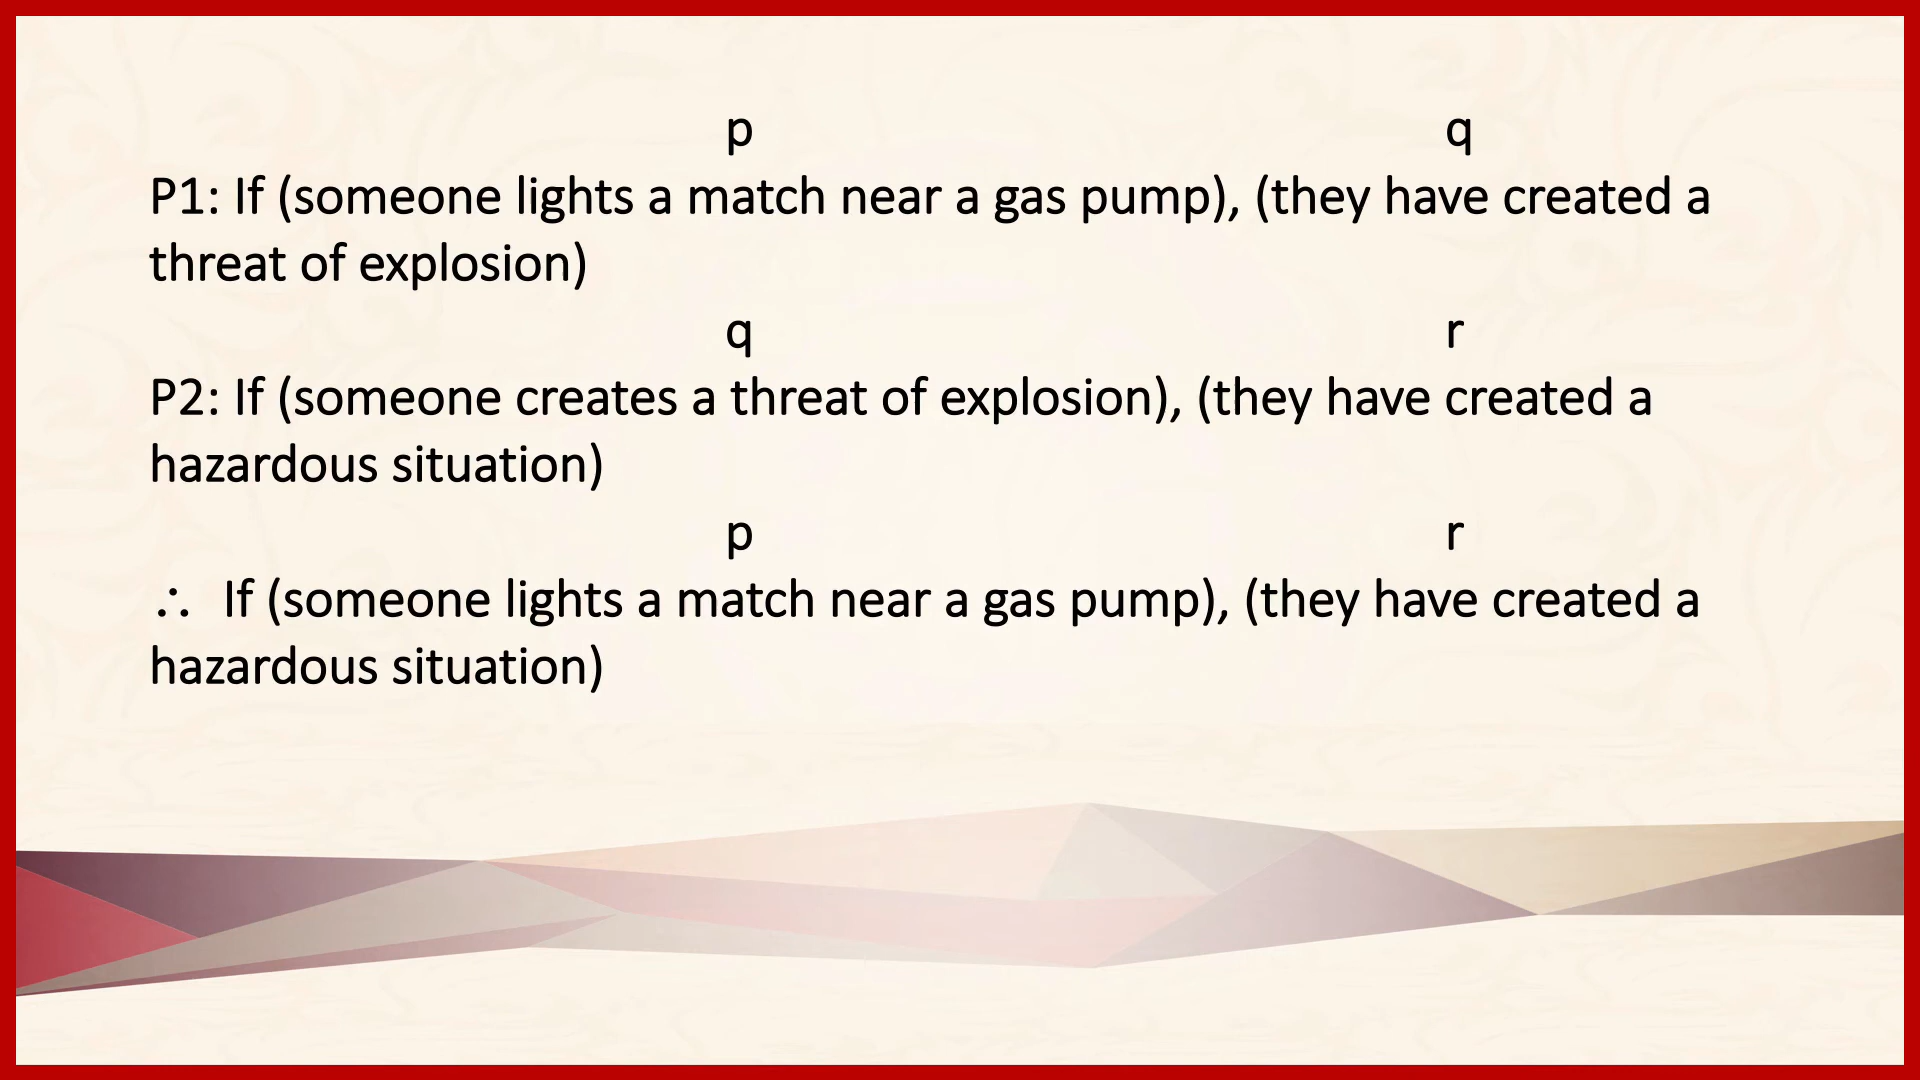 p q
P1: If (someone lights a match near a gas pump), (they have created a
threat of explosion)
q r
P2: If (someone creates a threat of explosion), (they have created a
hazardous situation)
p r
∴ If (someone lights a match near a gas pump), (they have created a
hazardous situation)